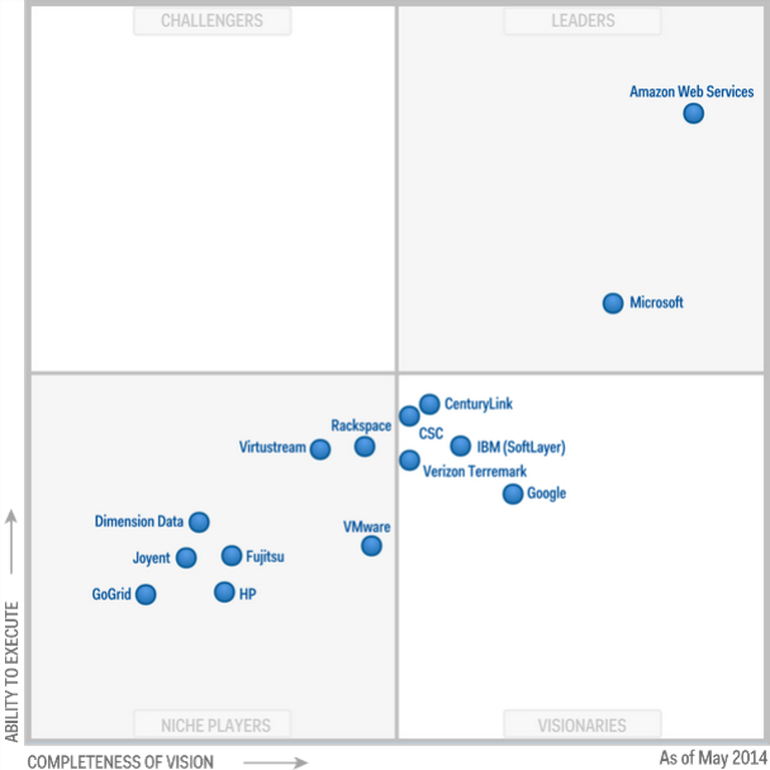 CHALLENGERS
LEADERS
Amazon Web Services
Microsoft
CenturyLink
Rackspace
CSC
Virtustream
IBM (SoftLayer)
Verizon Terremark
Google
Dimension Data
VMware
Joyent
Fujitsu
GoGrid
HP
ABILITY TO EXECUTE
NICHE PLAYERS
VISIONARIES
COMPLETENESS OF VISION
As of May 2014